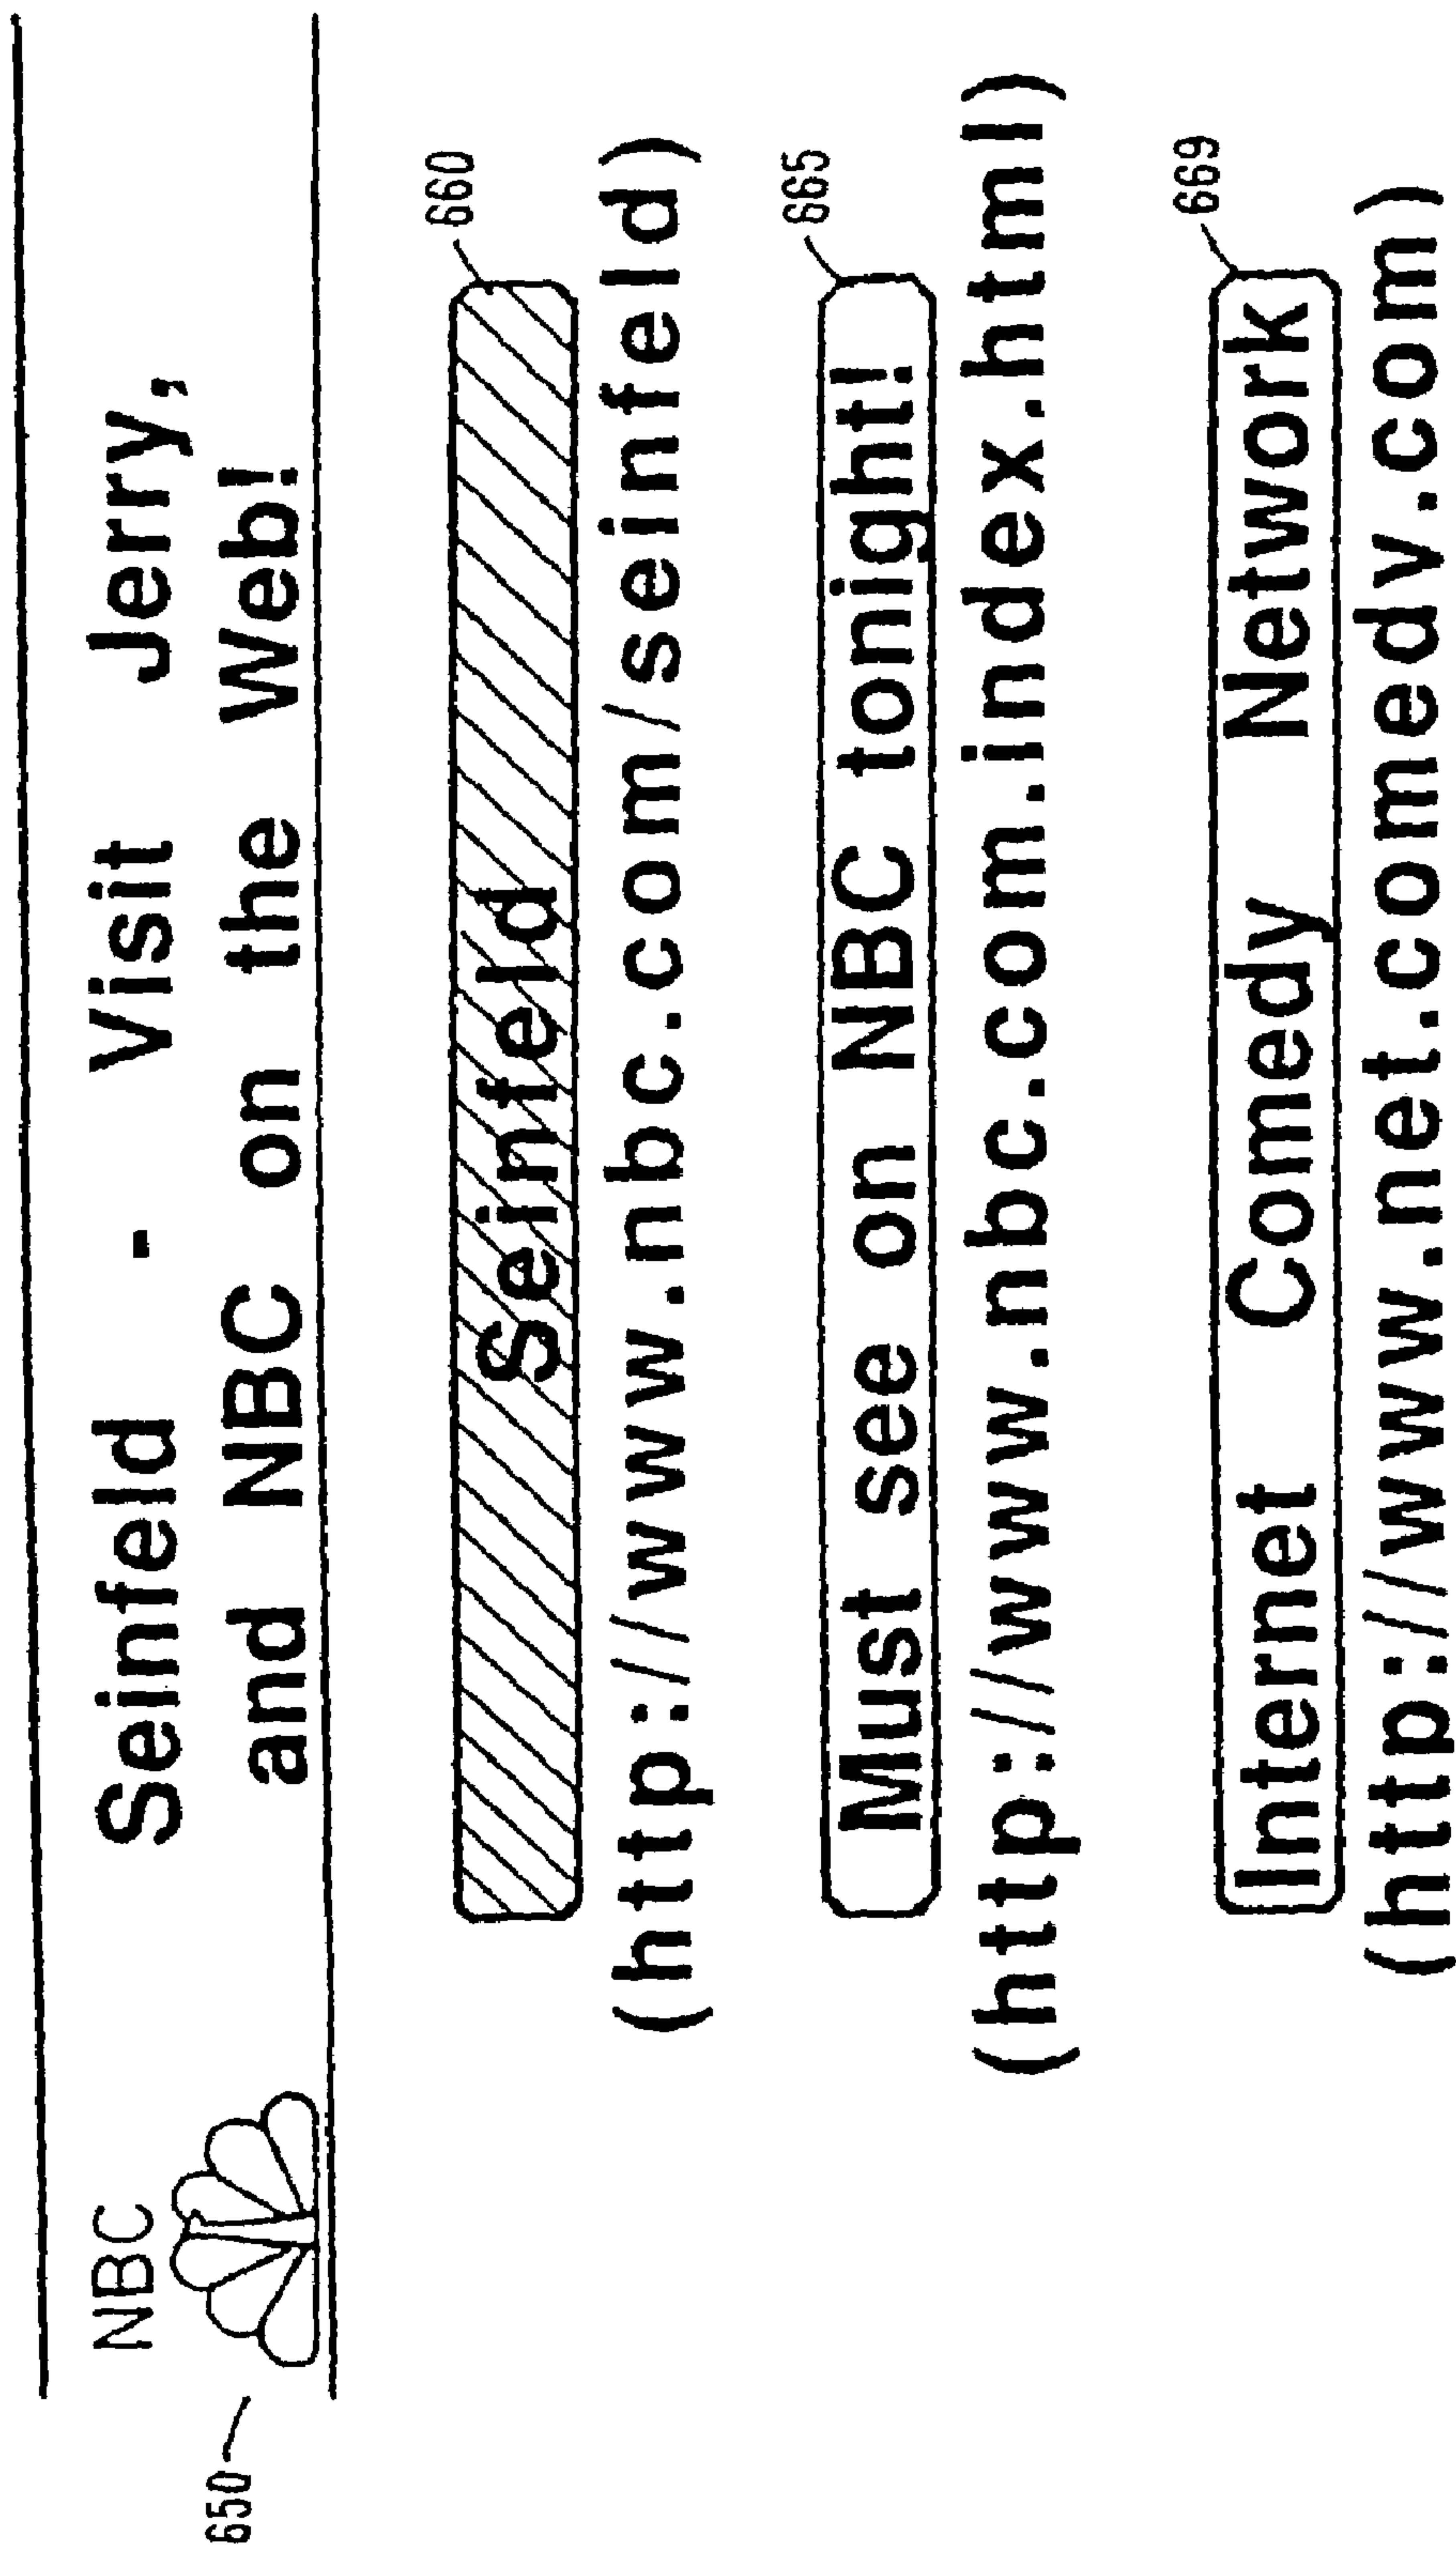 NBC
Seinfeld - Visit Jerry,
and NBC on the Web!
650
660
Seinfeld
(http://www.nbc.com/seinfeld)
665
Must see on NBC tonight!
(http://www.nbc.com.index.html)
669
Internet Comedy Network
(http://www.net.comedy.com)